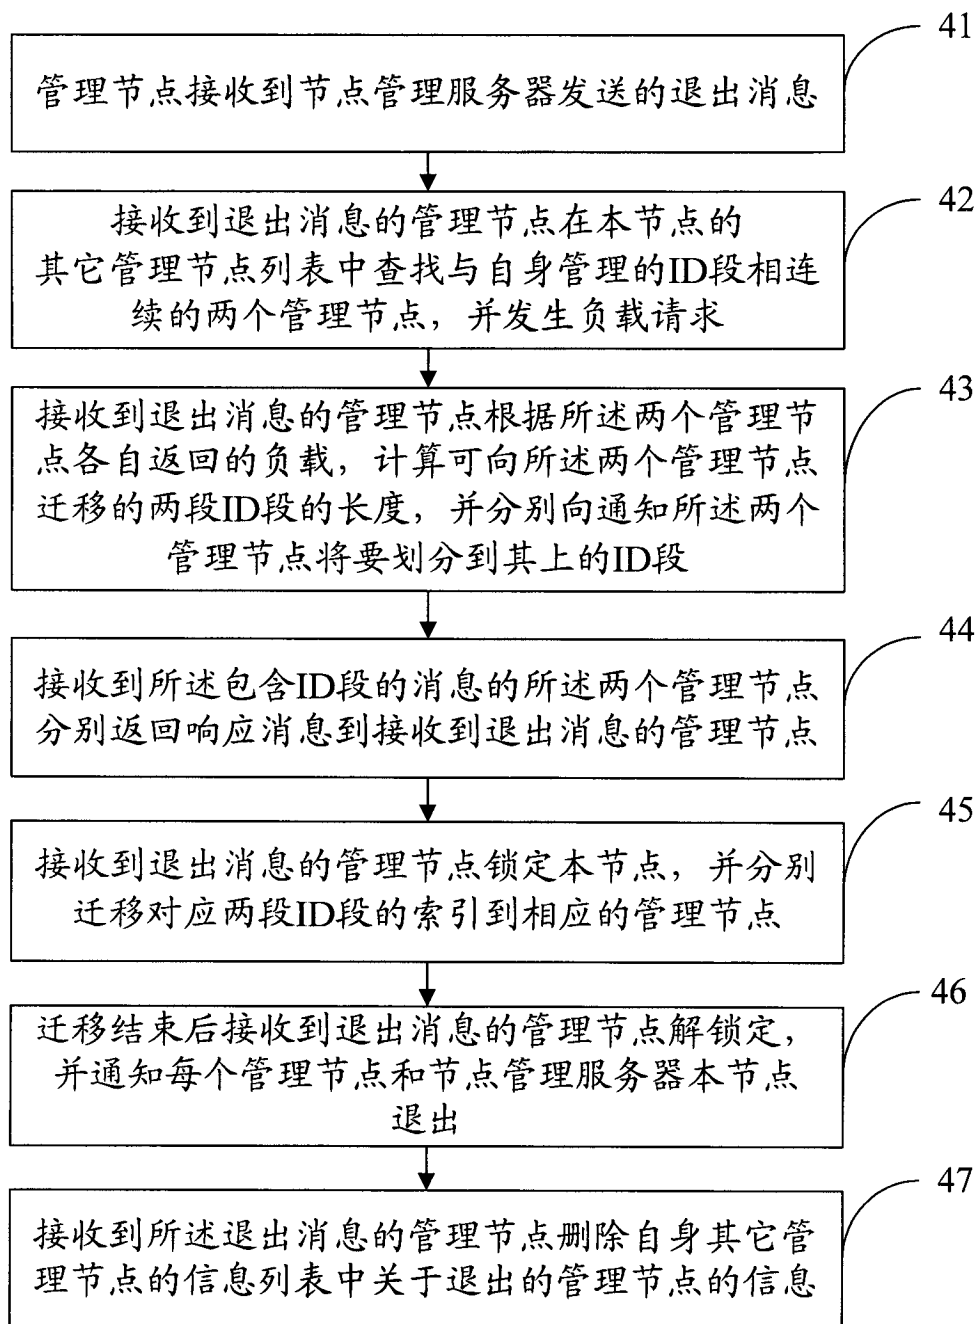 41
管理节点接收到节点管理服务器发送的退出消息
42
接收到退出消息的管理节点在本节点的
其它管理节点列表中查找与自身管理的ID段相连
续的两个管理节点，并发生负载请求
43
接收到退出消息的管理节点根据所述两个管理节
点各自返回的负载，计算可向所述两个管理节点
迁移的两段ID段的长度，并分别向通知所述两个
管理节点将要划分到其上的ID段
44
接收到所述包含ID段的消息的所述两个管理节点
分别返回响应消息到接收到退出消息的管理节点
45
接收到退出消息的管理节点锁定本节点，并分别
迁移对应两段ID段的索引到相应的管理节点
46
迁移结束后接收到退出消息的管理节点解锁定，
并通知每个管理节点和节点管理服务器本节点
退出
47
接收到所述退出消息的管理节点删除自身其它管
理节点的信息列表中关于退出的管理节点的信息